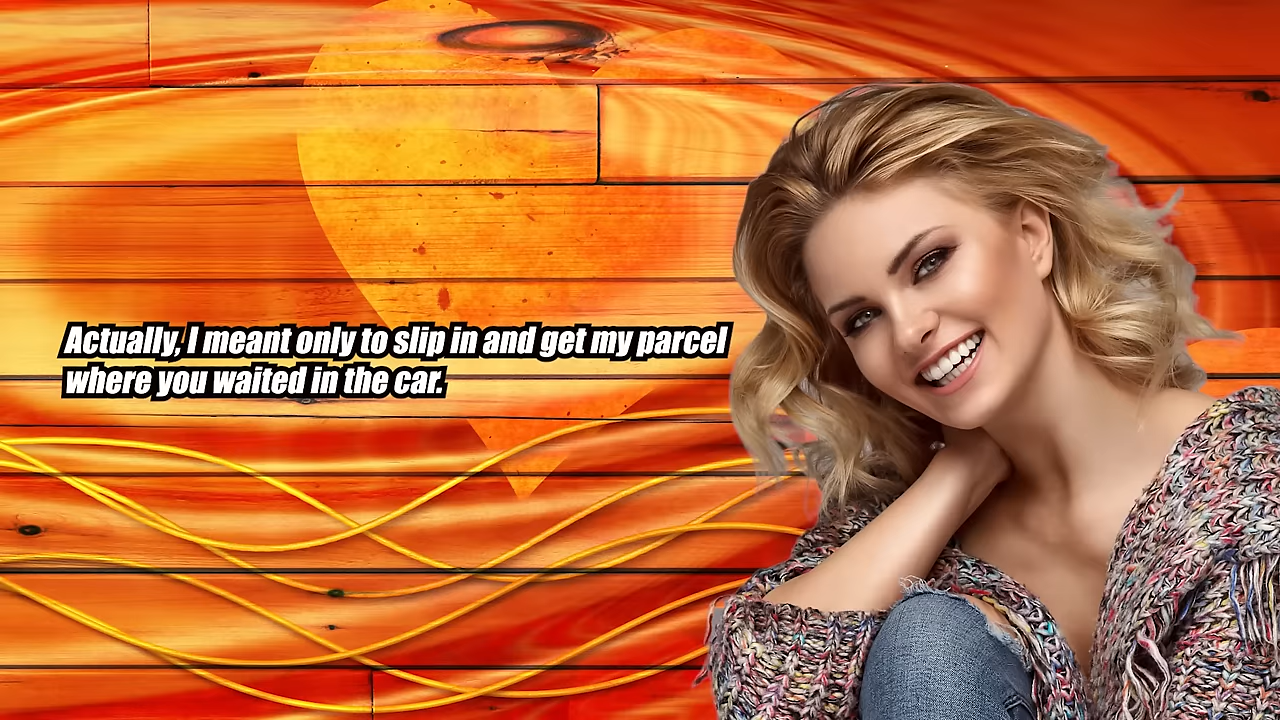 Actually, I meant only to slip in and get my parcel
where you waited in the car.